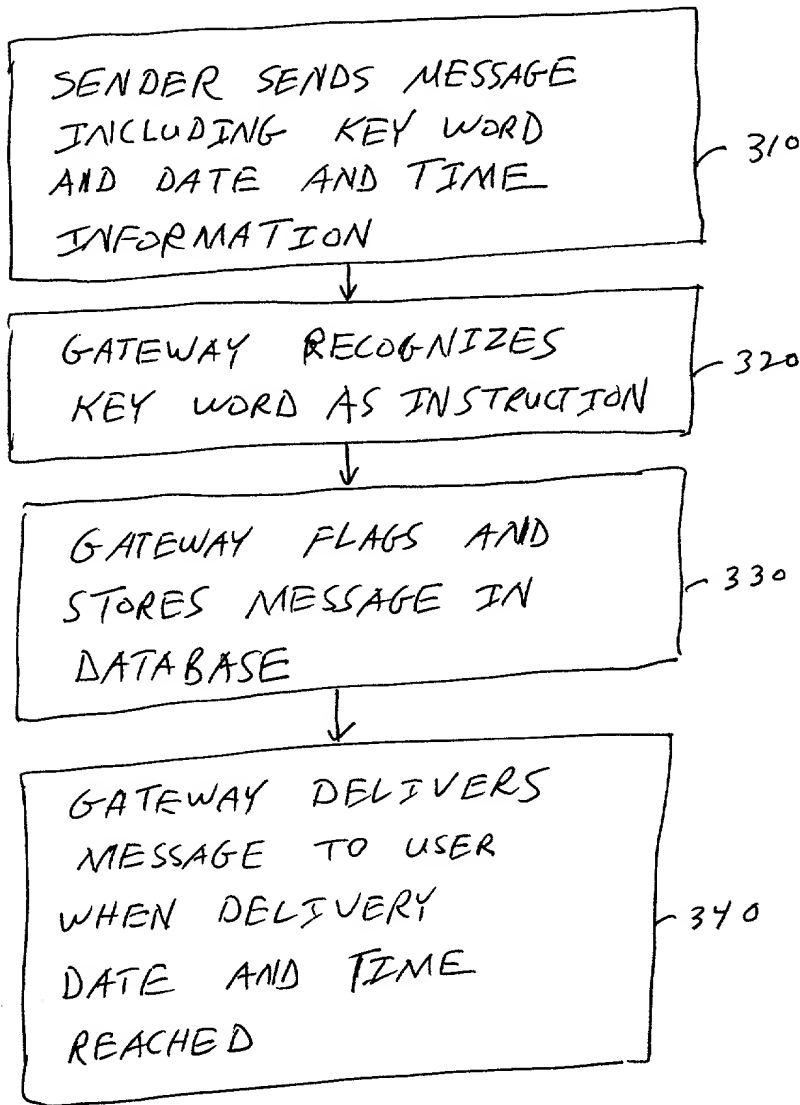 SENDER SENDS MESSAGE
INCLUDING KEY WORD
AND DATE AND TIME
INFORMATION
310
GATEWAY RECOGNIZES
KEY WORD AS INSTRUCTION
320
GATEWAY FLAGS AND
STORES MESSAGE IN
DATABASE
330
GATEWAY DELIVERS
MESSAGE TO USER
WHEN DELIVERY
DATE AND TIME
REACHED
340